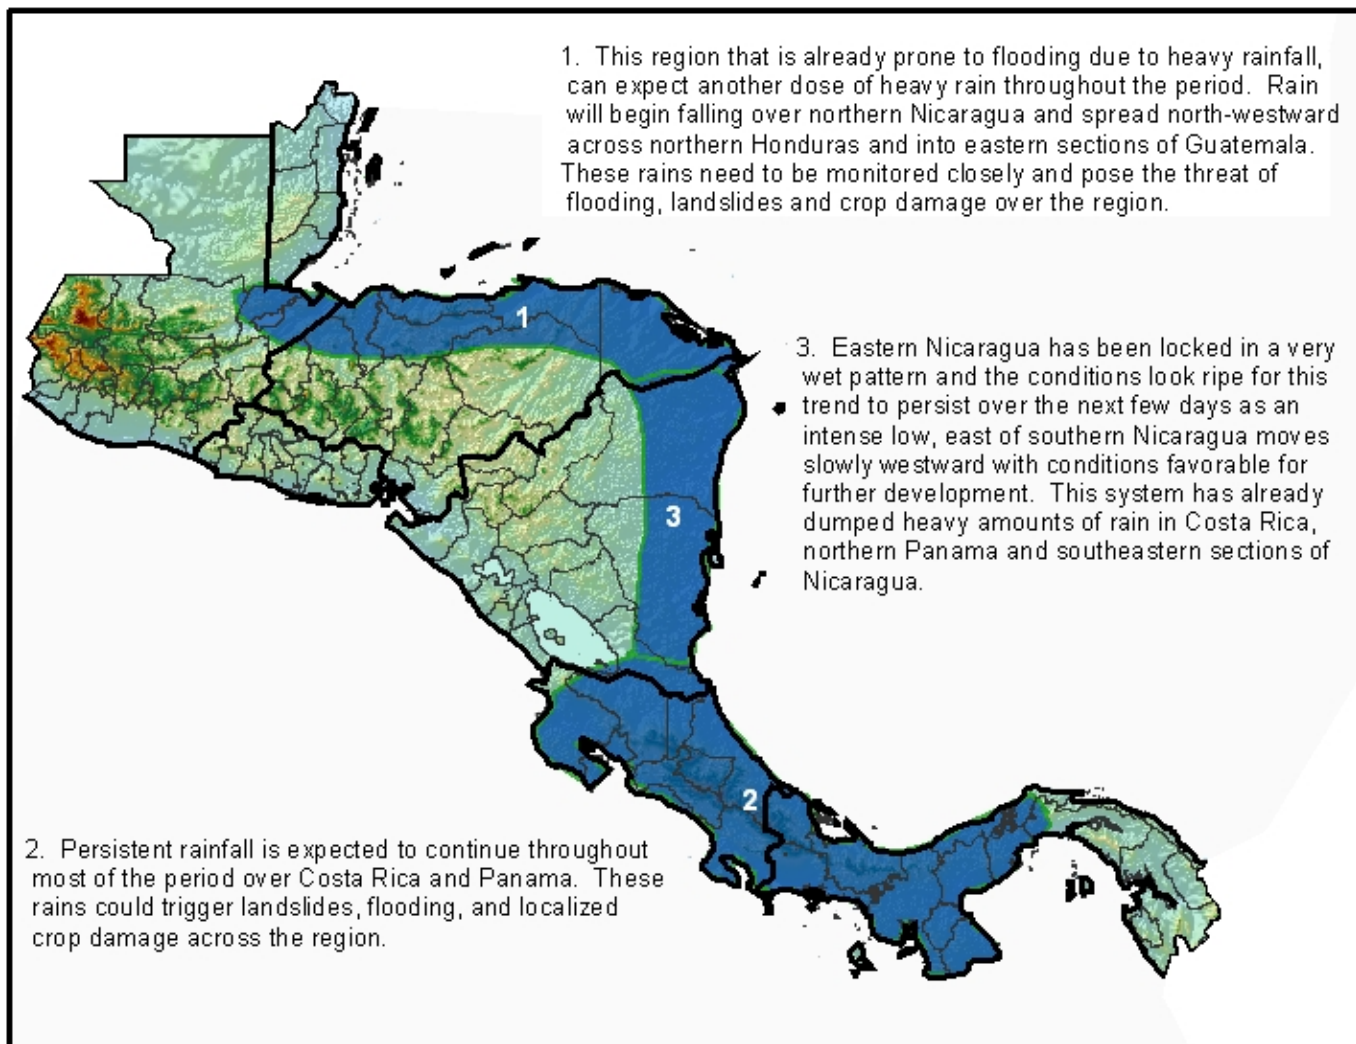 1. This region that is already prone to flooding due to heavy rainfall,
can expect another dose of heavy rain throughout the period. Rain
will begin falling over northern Nicaragua and spread north-westward
across northern Honduras and into eastern sections of Guatemala.
These rains need to be monitored closely and pose the threat of
flooding, landslides and crop damage over the region.
1
3. Eastern Nicaragua has been locked in a very
wet pattern and the conditions look ripe for this
trend to persist over the next few days as an
intense low, east of southern Nicaragua moves
slowly westward with conditions favorable for
further development. This system has already
dumped heavy amounts of rain in Costa Rica,
northern Panama and southeastern sections of
Nicaragua.
3
2
2. Persistent rainfall is expected to continue throughout
most of the period over Costa Rica and Panama. These
rains could trigger landslides, flooding, and localized
crop damage across the region.